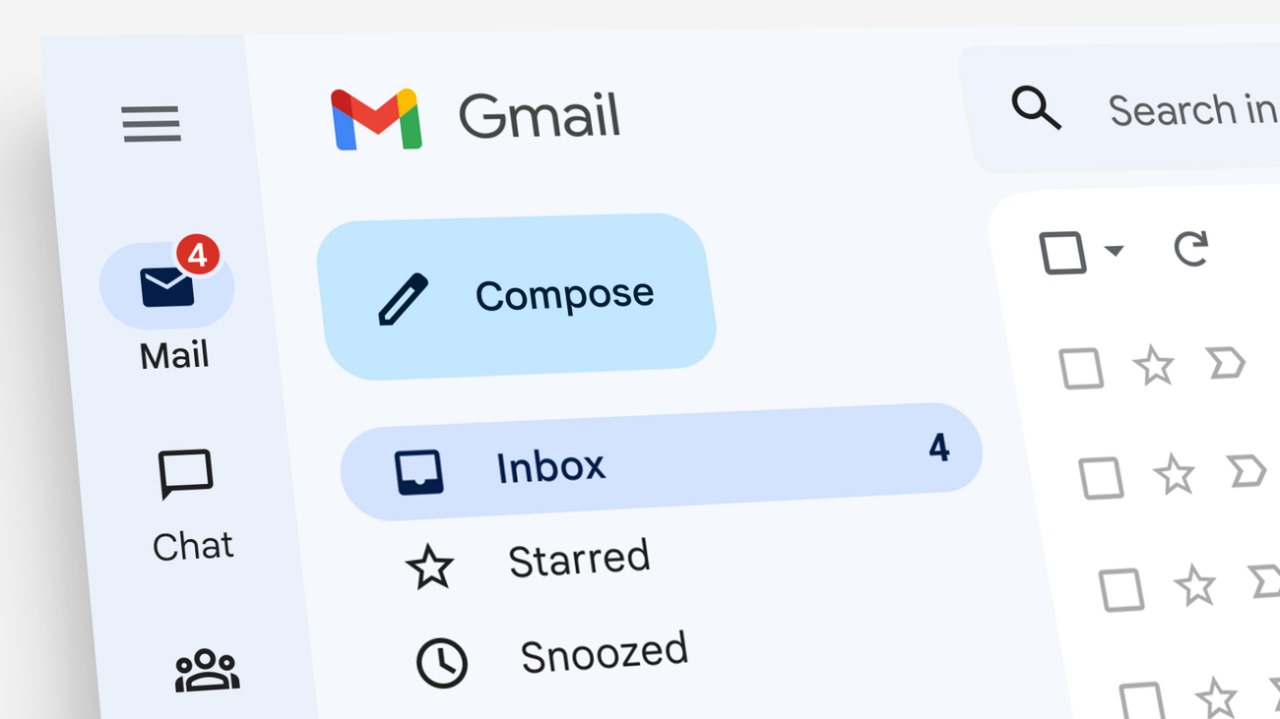 Gmail
Search in
4
Mail
Compose
Inbox 4
Chat
Starred
Snoozed